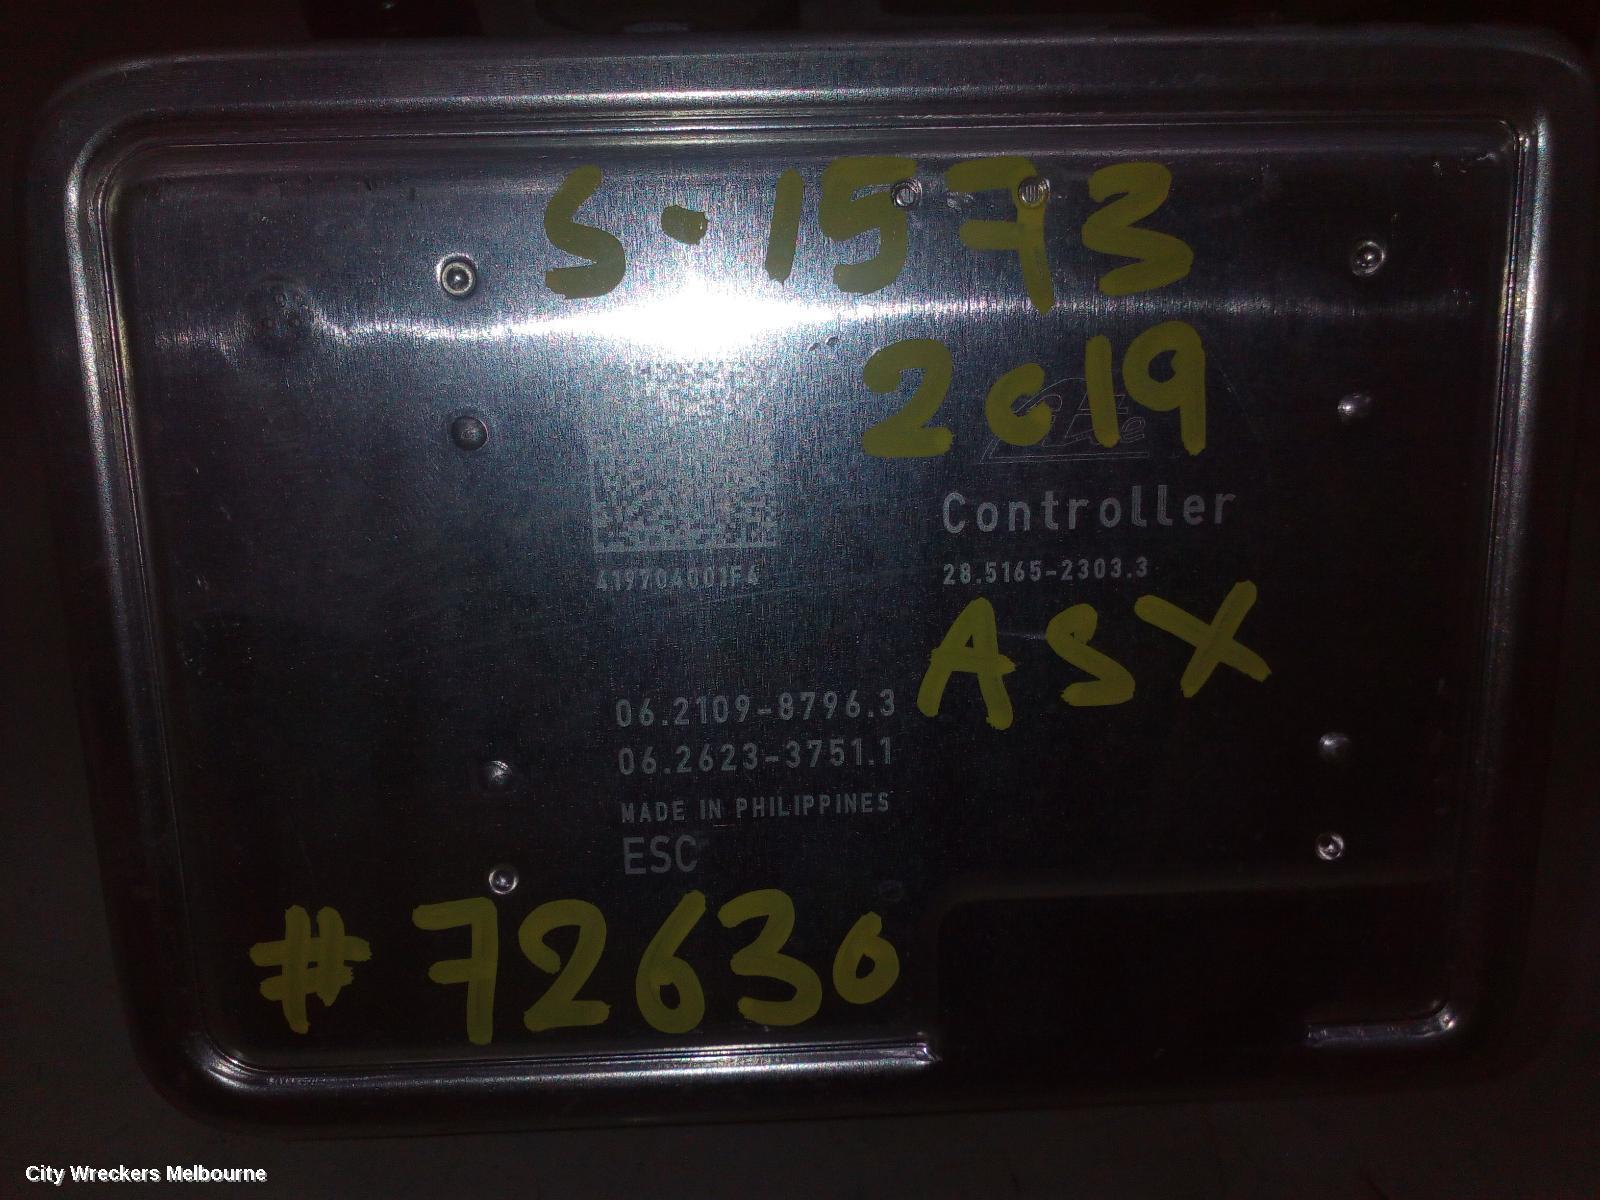 S·1573
2019
Ate
Controller
28.5165-2303.3
419704001F4
ASX
06.2109-8796.3
06.2623-3751.1
MADE IN PHILIPPINES
ESC
#72630
City Wreckers Melbourne